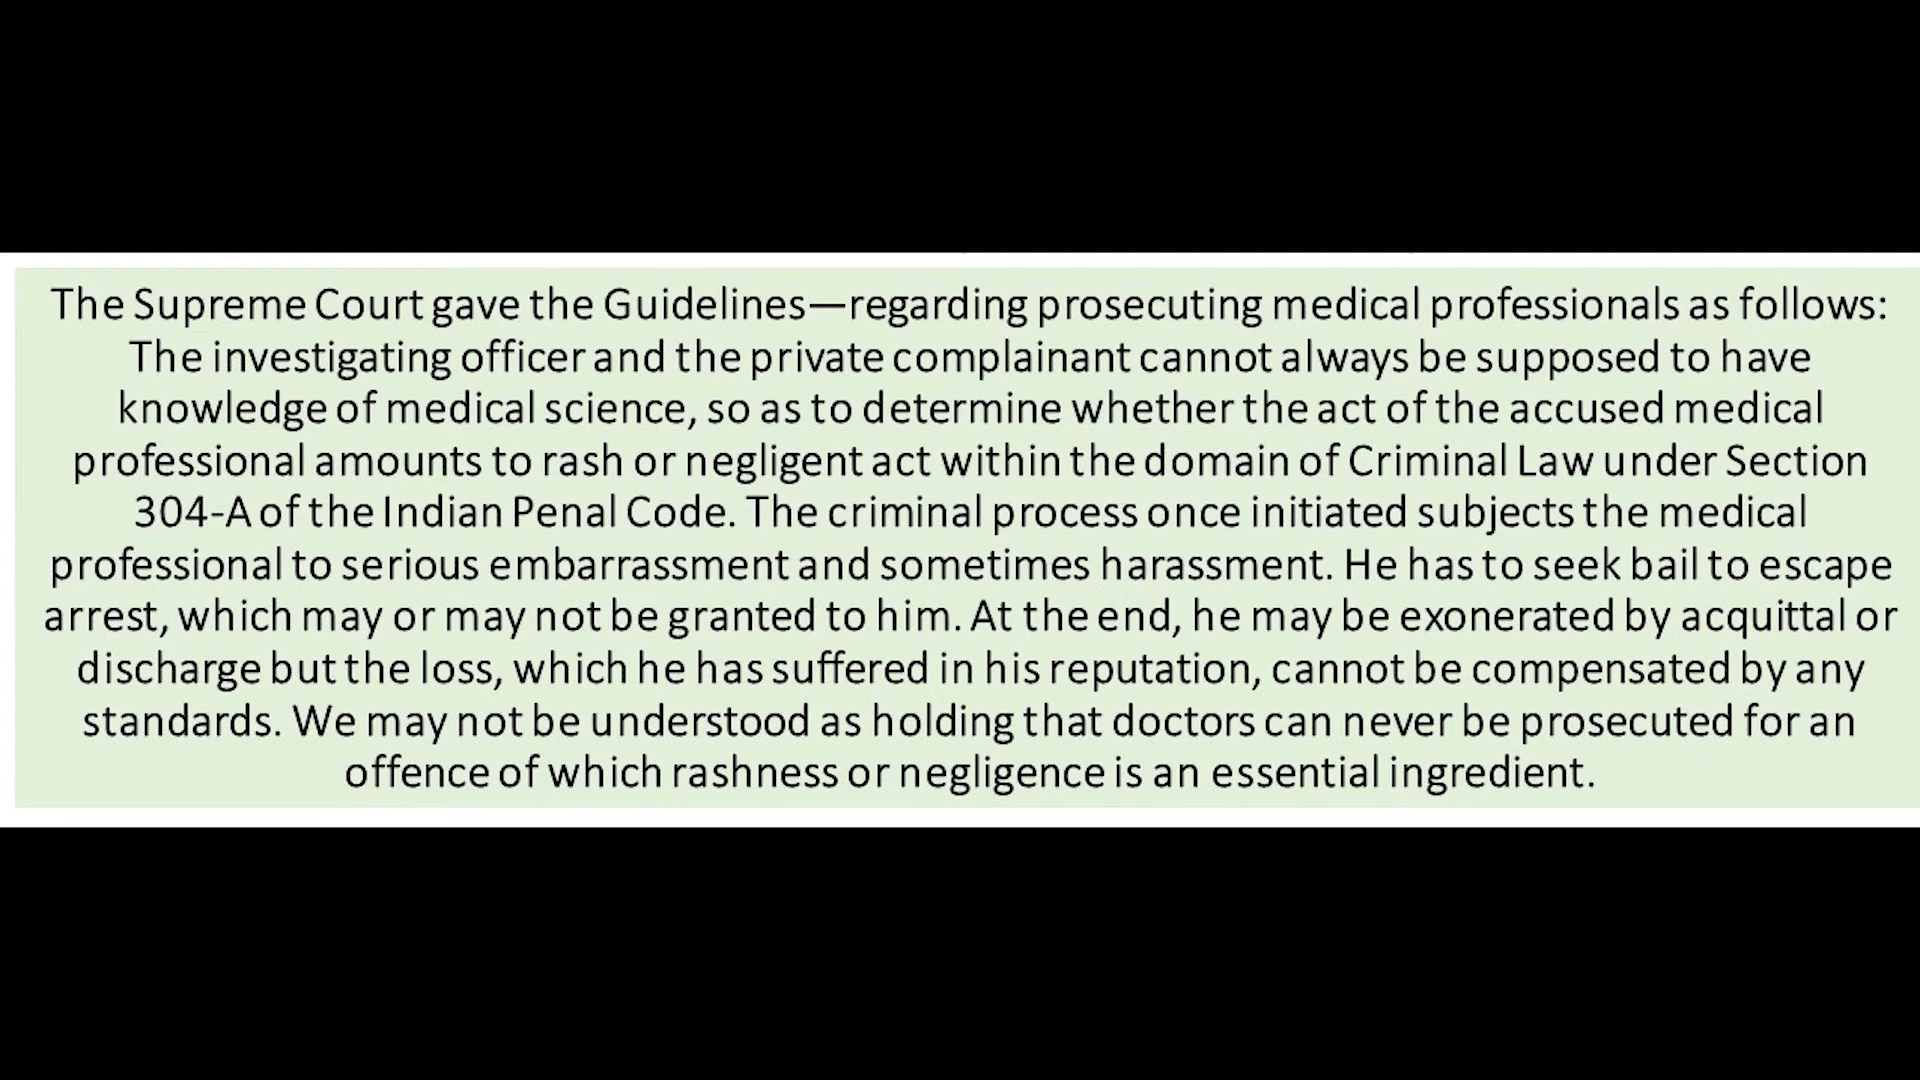 The Supreme Court gave the Guidelines—regarding prosecuting medical professionals as follows:
The investigating officer and the private complainant cannot always be supposed to have
knowledge of medical science, so as to determine whether the act of the accused medical
professional amounts to rash or negligent act within the domain of Criminal Law under Section
304-A of the Indian Penal Code. The criminal process once initiated subjects the medical
professional to serious embarrassment and sometimes harassment. He has to seek bail to escape
arrest, which may or may not be granted to him. At the end, he may be exonerated by acquittal or
discharge but the loss, which he has suffered in his reputation, cannot be compensated by any
standards. We may not be understood as holding that doctors can never be prosecuted for an
offence of which rashness or negligence is an essential ingredient.